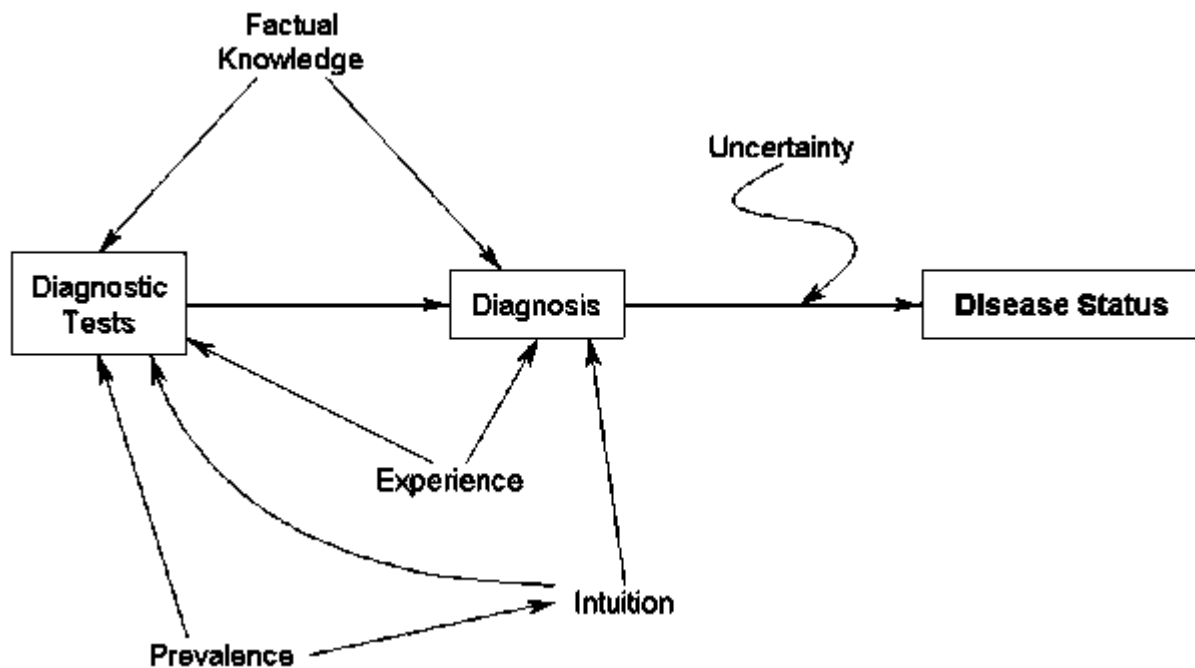 Factual
Knowledge
Uncertainty
Diagnostic
Tests
Diagnosis
Disease Status
Experience
Intuition
Prevalence